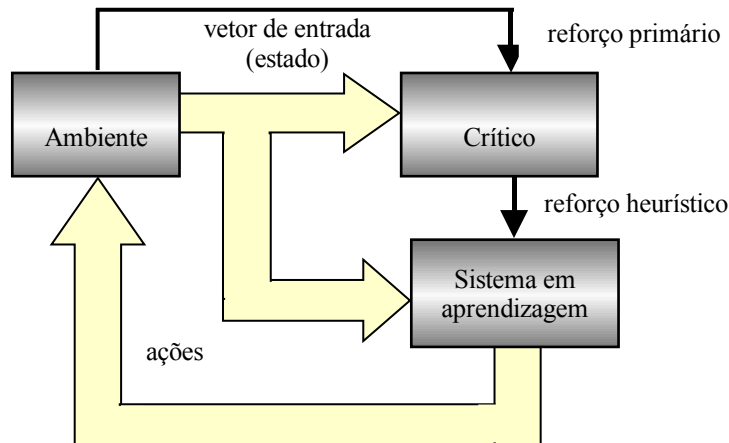 vetor de entrada
(estado)
reforço primário
Ambiente
Crítico
reforço heurístico
Sistema em
aprendizagem
ações